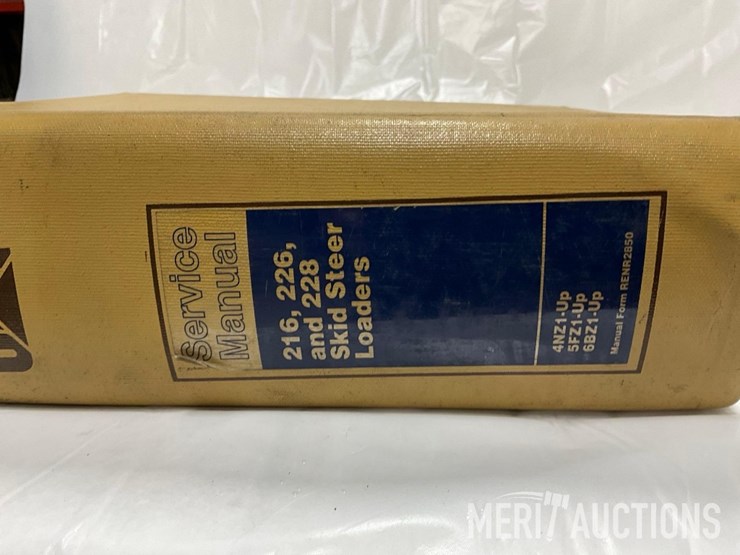 Service
Manual
216, 226,
and 228
Skid Steer
Loaders
4NZ1-Up
5FZ1-Up
6BZ1-Up
Manual Form RENR2850
MERIT AUCTIONS